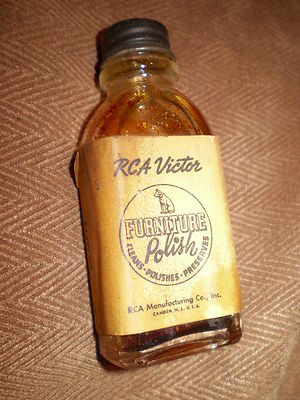 RCA Victor
FURNITURE
Polish
CLEANS - POLISHES - PRESERVES
RCA Manufacturing Co., Inc.
CAMDEN, N. J., U. S. A.